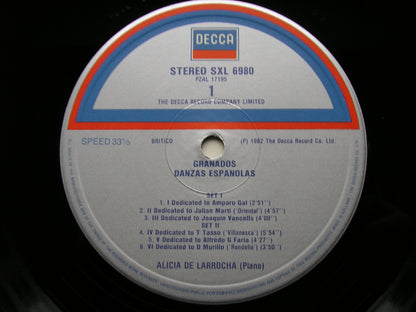 DECCA
STEREO SXL 6980
PZAL 17195
1
THE DECCA RECORD COMPANY LIMITED
SPEED 33⅓
BRITICO
(P) 1982 The Decca Record Co. Ltd.
GRANADOS
DANZAS ESPANOLAS
SET I
1. I Dedicated to Amparo Gal (2'51'')
2. II Dedicated to Julian Marti ('Oriental') (4'57'')
3. III Dedicated to Joaquin Vancells (4'00'')
SET II
4. IV Dedicated to T Tasso ('Villanesca') (5'54'')
5. V Dedicated to Alfredo G Faria (4'27'')
6. VI Dedicated to D Murillo ('Rondella') (3'50'')
ALICIA DE LARROCHA (Piano)